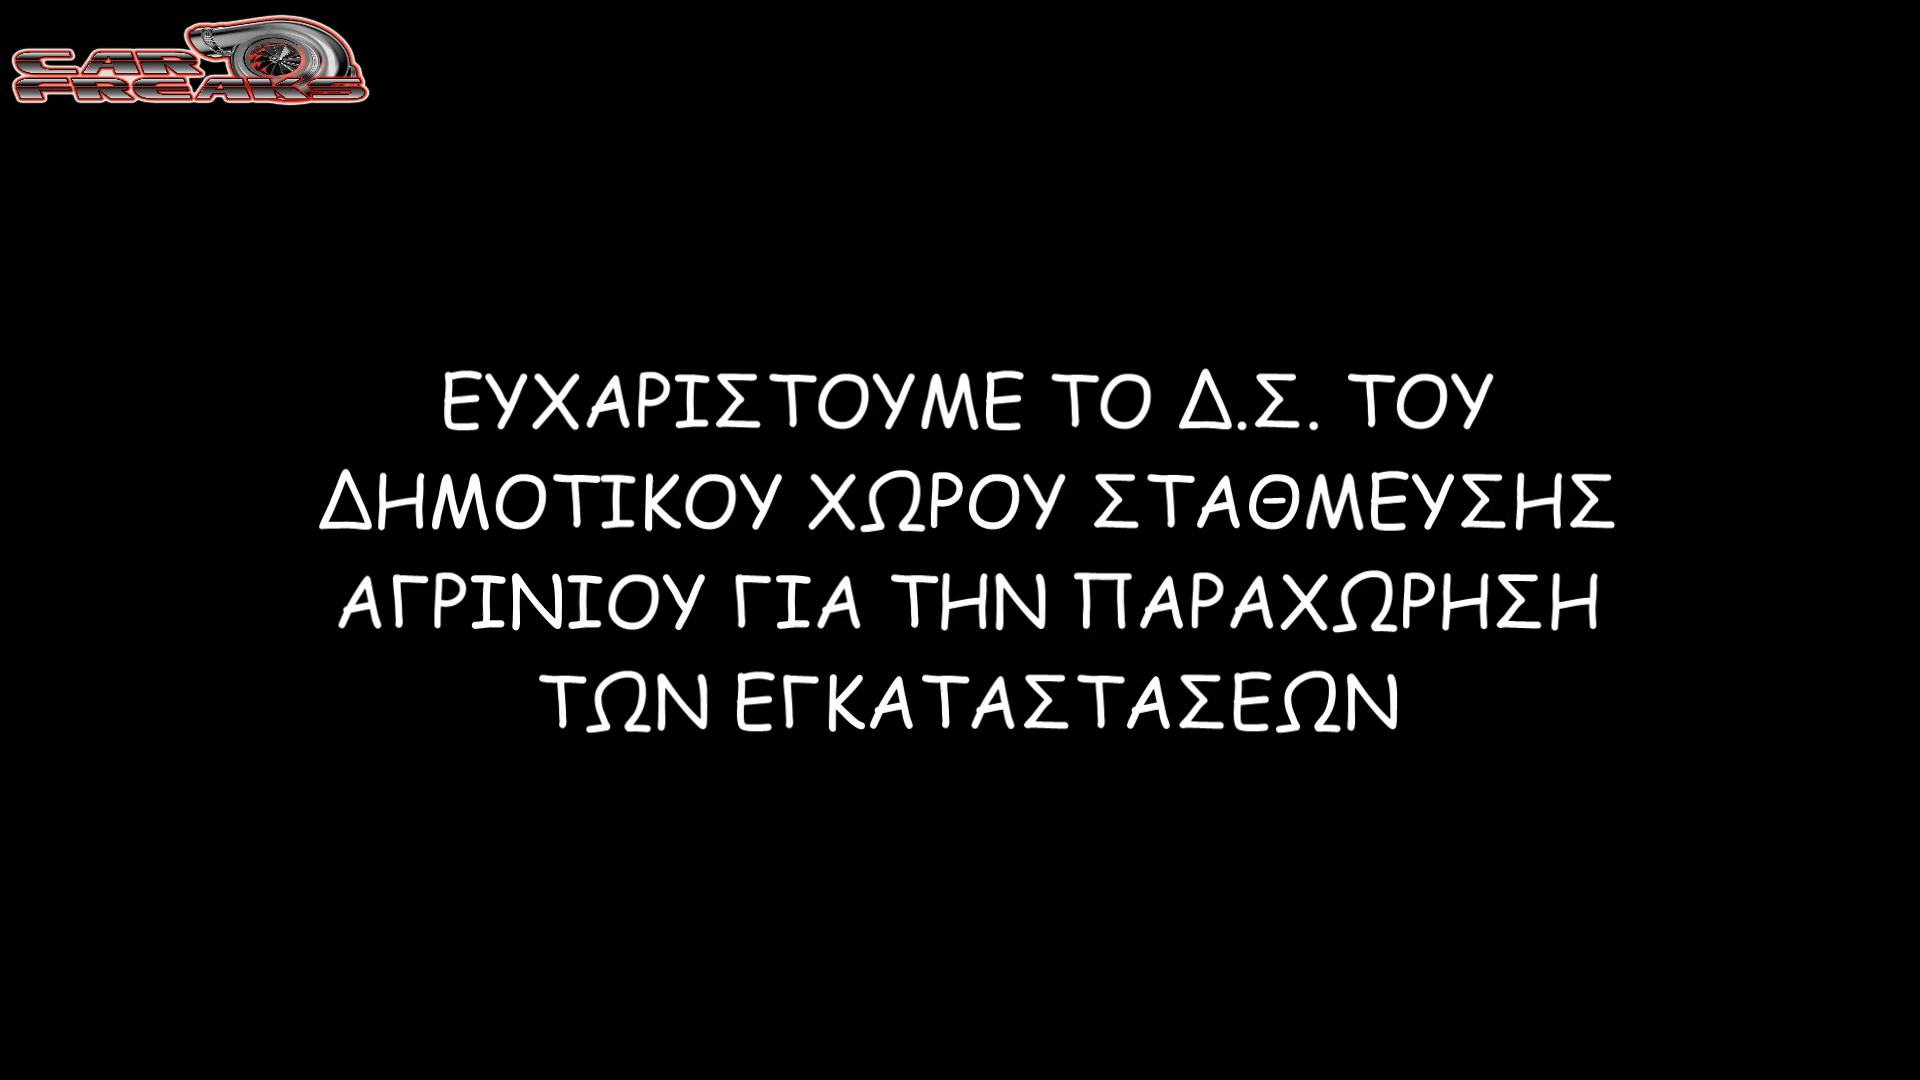 CAR
FREAKS
ΕΥΧΑΡΙΣΤΟΥΜΕ ΤΟ Δ.Σ. ΤΟΥ
ΔΗΜΟΤΙΚΟΥ ΧΩΡΟΥ ΣΤΑΘΜΕΥΣΗΣ
ΑΓΡΙΝΙΟΥ ΓΙΑ ΤΗΝ ΠΑΡΑΧΩΡΗΣΗ
ΤΩΝ ΕΓΚΑΤΑΣΤΑΣΕΩΝ